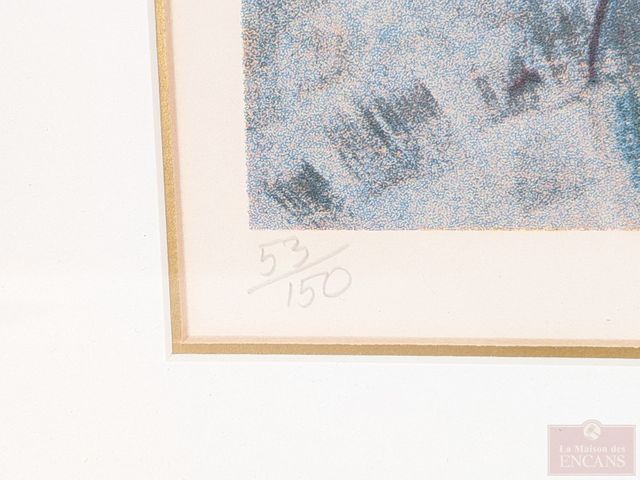 53/150
La Maison des
ENCANS